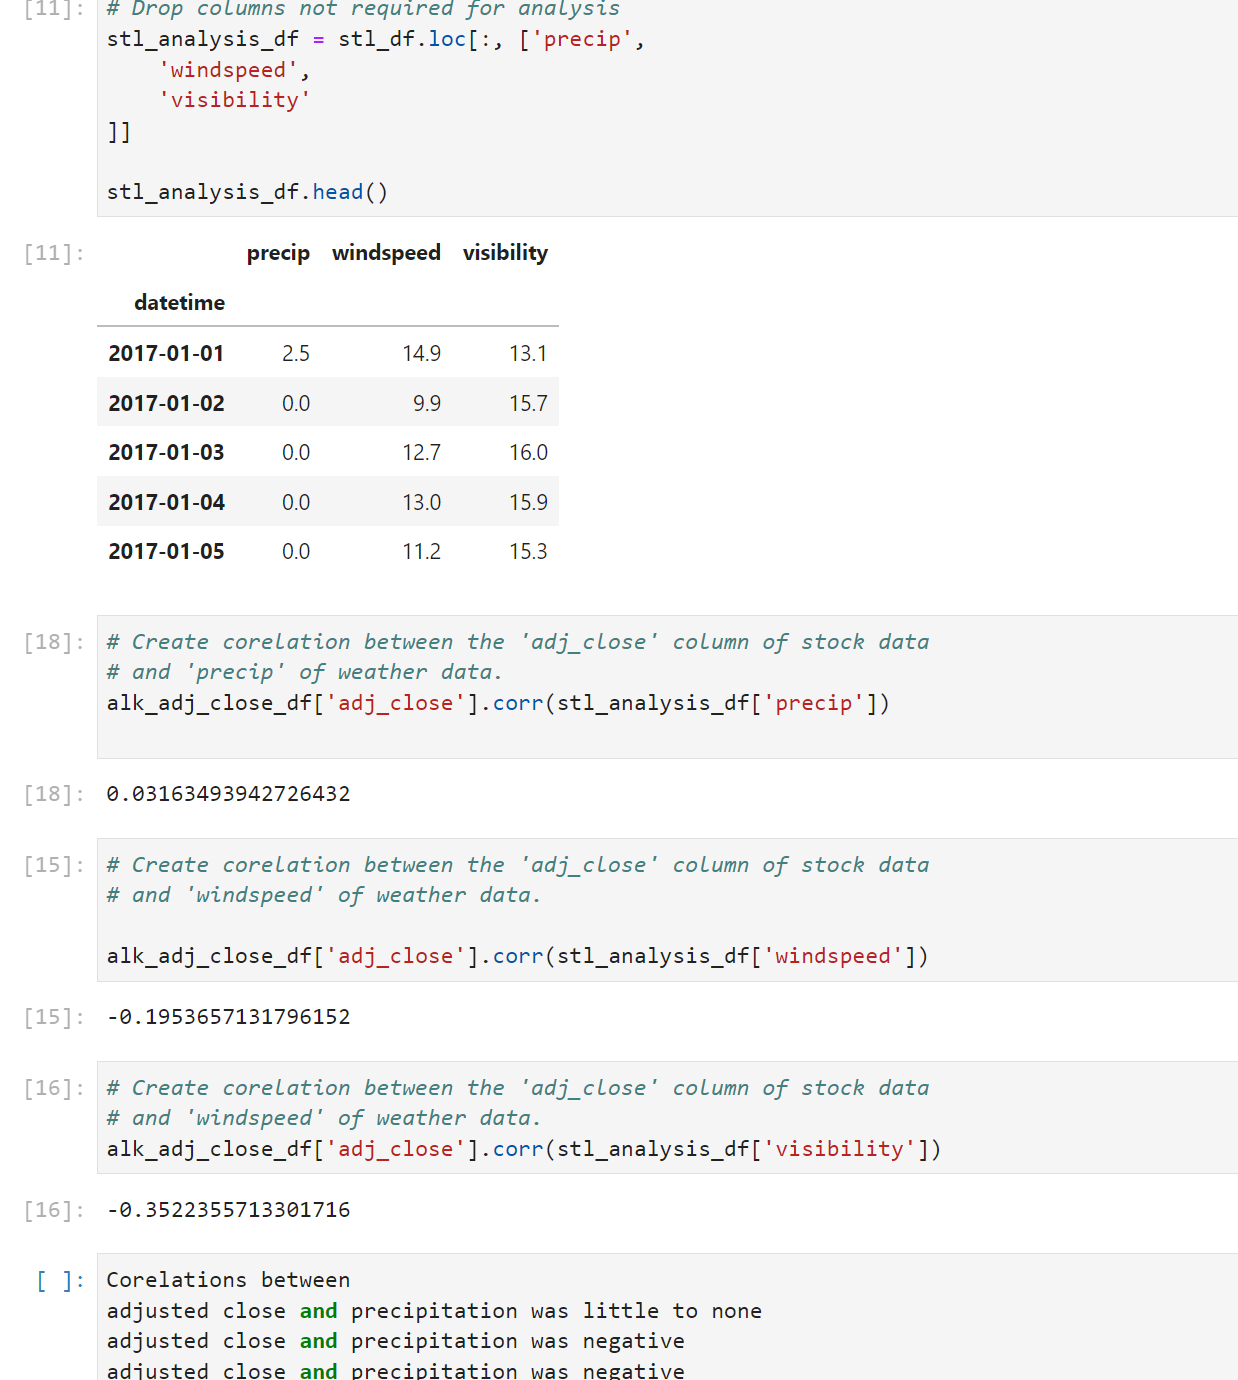 [11]: # Drop columns not required for analysis
stl_analysis_df = stl_df.loc[:, ['precip',
'windspeed',
'visibility'
]]
stl_analysis_df.head()
[11]: precip windspeed visibility
datetime
2017-01-01 2.5 14.9 13.1
2017-01-02 0.0 9.9 15.7
2017-01-03 0.0 12.7 16.0
2017-01-04 0.0 13.0 15.9
2017-01-05 0.0 11.2 15.3
[18]: # Create corelation between the 'adj_close' column of stock data
# and 'precip' of weather data.
alk_adj_close_df['adj_close'].corr(stl_analysis_df['precip'])
[18]: 0.03163493942726432
[15]: # Create corelation between the 'adj_close' column of stock data
# and 'windspeed' of weather data.
alk_adj_close_df['adj_close'].corr(stl_analysis_df['windspeed'])
[15]: -0.1953657131796152
[16]: # Create corelation between the 'adj_close' column of stock data
# and 'windspeed' of weather data.
alk_adj_close_df['adj_close'].corr(stl_analysis_df['visibility'])
[16]: -0.3522355713301716
[ ]: Corelations between
adjusted close and precipitation was little to none
adjusted close and precipitation was negative
adjusted close and precipitation was negative